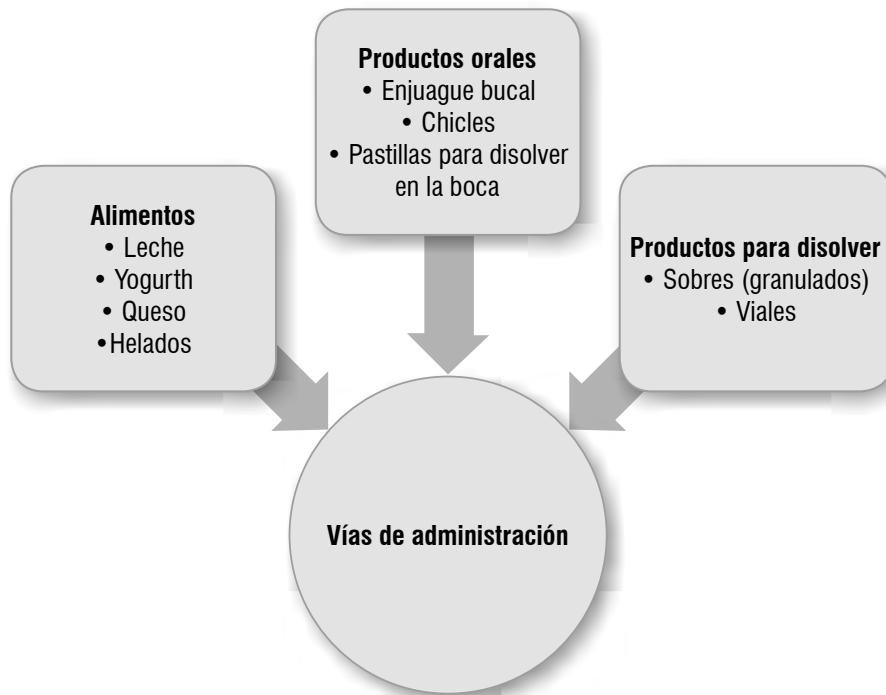 Productos orales
• Enjuague bucal
• Chicles
• Pastillas para disolver
en la boca
Alimentos
• Leche
• Yogurth
• Queso
•Helados
Productos para disolver
• Sobres (granulados)
• Viales
Vías de administración